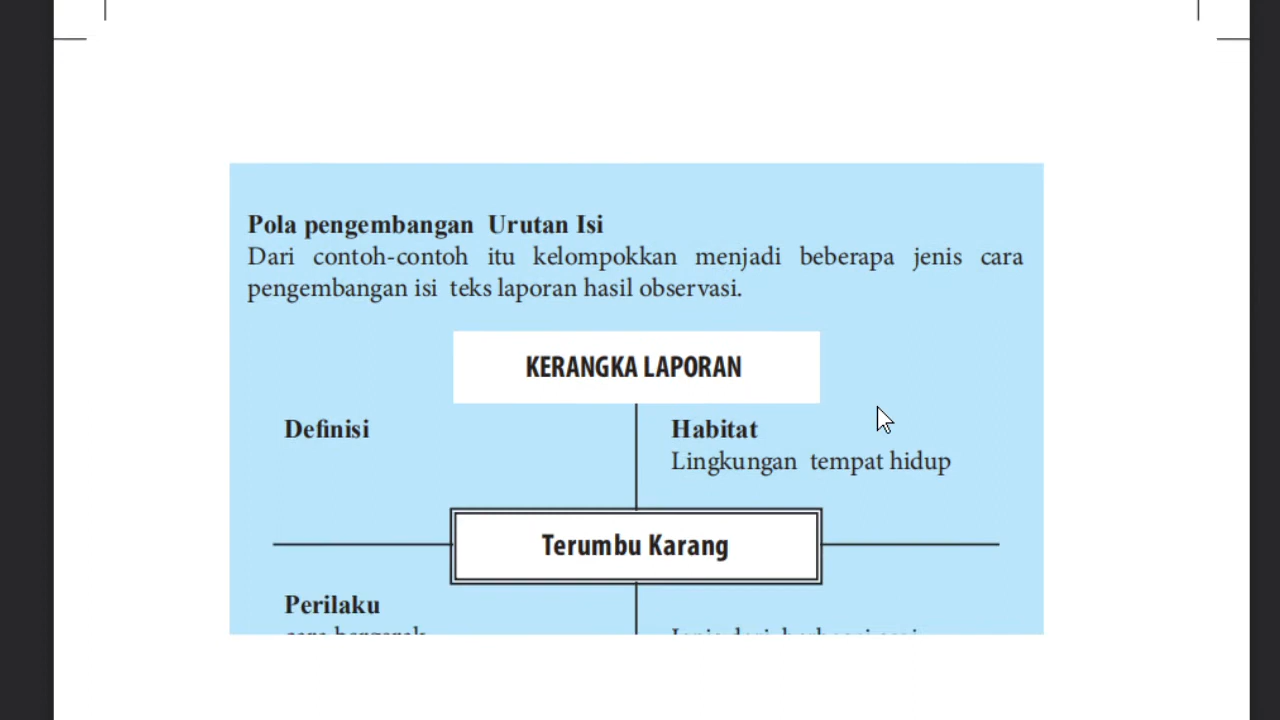 Pola pengembangan Urutan Isi
Dari contoh-contoh itu kelompokkan menjadi beberapa jenis cara
pengembangan isi teks laporan hasil observasi.
KERANGKA LAPORAN
Definisi
Habitat
Lingkungan tempat hidup
Terumbu Karang
Perilaku